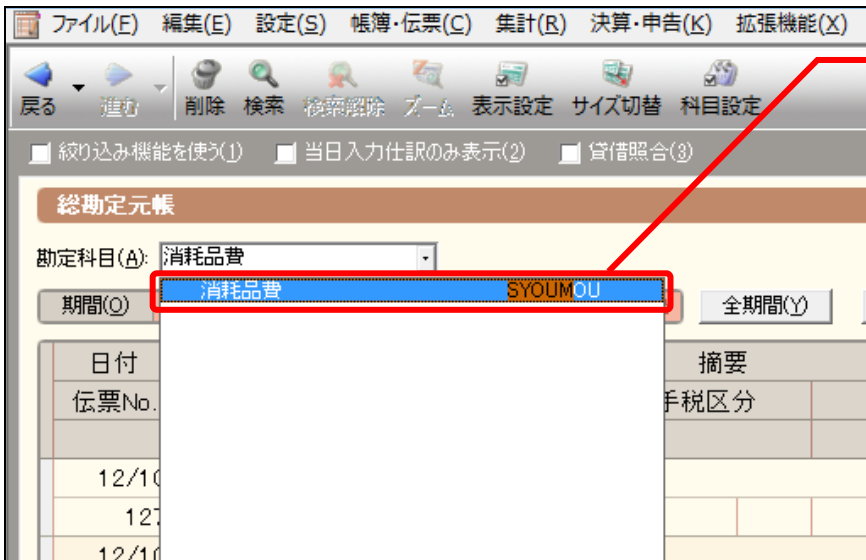 ファイル(F) 編集(E) 設定(S) 帳簿・伝票(C) 集計(R) 決算・申告(K) 拡張機能(X)
戻る 進む 削除 検索 検索解除 ズーム 表示設定 サイズ切替 科目設定
絞り込み機能を使う(1) 当日入力仕訳のみ表示(2) 貸借照合(3)
総勘定元帳
勘定科目(A): 消耗品費
消耗品費 SYOUMOU
期間(O) 全期間(Y)
日付 摘要
伝票No. 手税区分
12/10
127
12/10